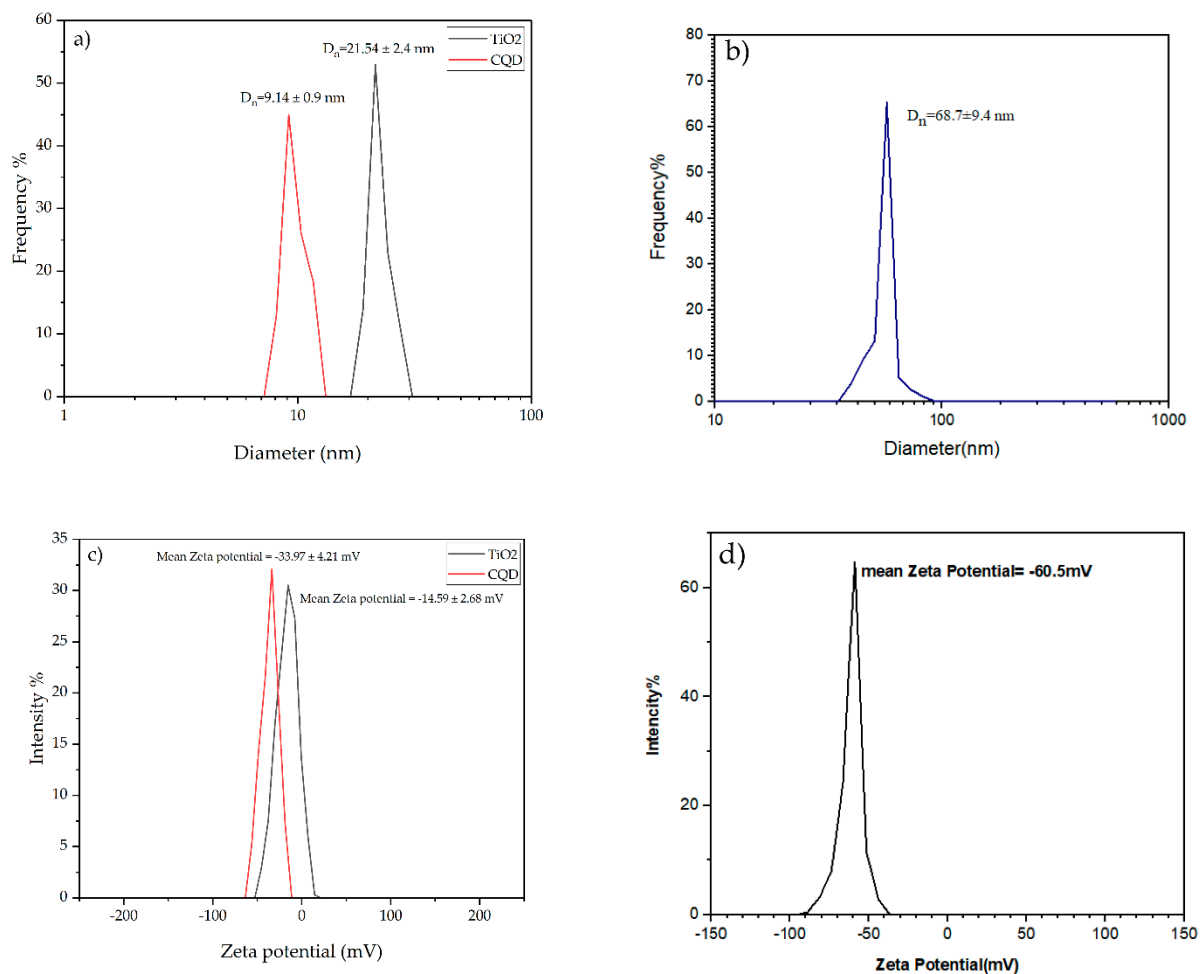 a)
TiO2
CQD
Dn=21.54 ± 2.4 nm
Dn=9.14 ± 0.9 nm
60
50
40
30
20
10
0
Frequency %
1
10
100
Diameter (nm)
b)
Dn=68.7±9.4 nm
80
70
60
50
40
30
20
10
0
Frequency%
10
100
1000
Diameter(nm)
c)
Mean Zeta potential = -33.97 ± 4.21 mV
TiO2
CQD
Mean Zeta potential = -14.59 ± 2.68 mV
35
30
25
20
15
10
5
0
Intensity %
-200
-100
0
100
200
Zeta potential (mV)
d)
mean Zeta Potential= -60.5mV
60
40
20
0
Intencity%
-150
-100
-50
0
50
100
150
Zeta Potential(mV)